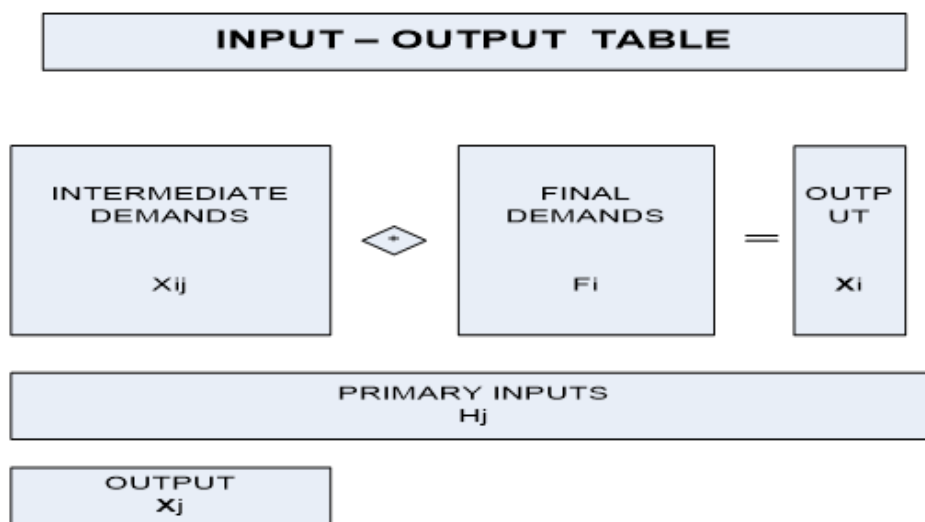 INPUT – OUTPUT TABLE
INTERMEDIATE
DEMANDS
Xij
*
FINAL
DEMANDS
Fi
=
OUTP
UT
Xi
PRIMARY INPUTS
Hj
OUTPUT
Xj